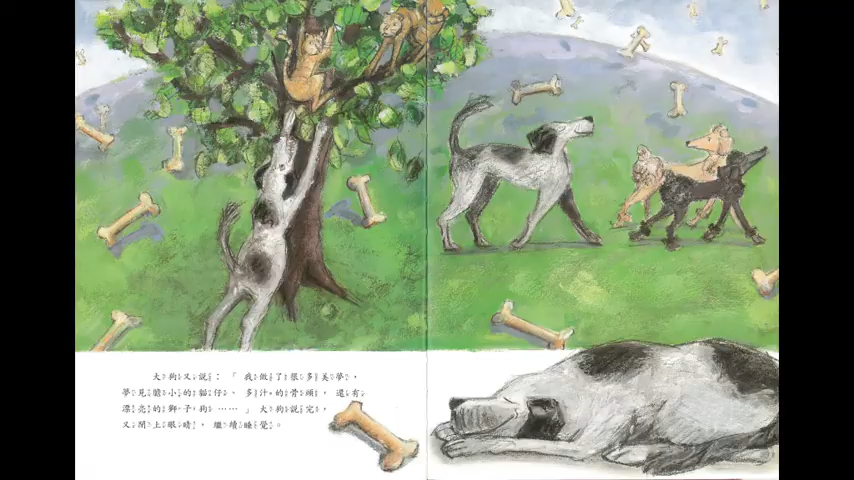 大狗又說：「我做了很多美夢，
夢見膽小的貓仔、多汁的骨頭，還有
漂亮的獅子狗……」大狗說完，
又閉上眼睛，繼續睡覺。